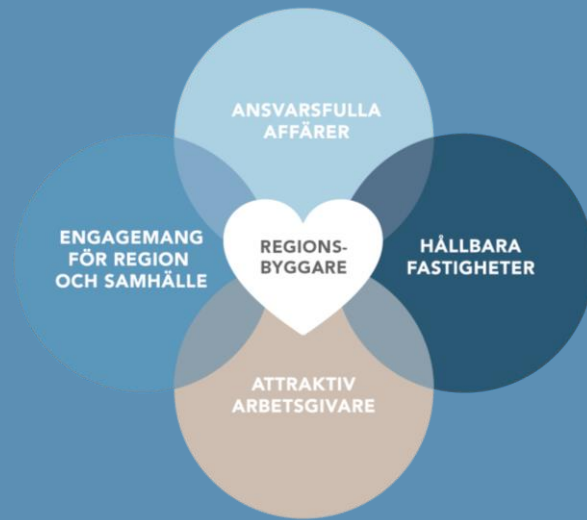 ANSVARSFULLA
AFFÄRER
ENGAGEMANG
FÖR REGION
OCH SAMHÄLLE
REGIONS-
BYGGARE
HÅLLBARA
FASTIGHETER
ATTRAKTIV
ARBETSGIVARE